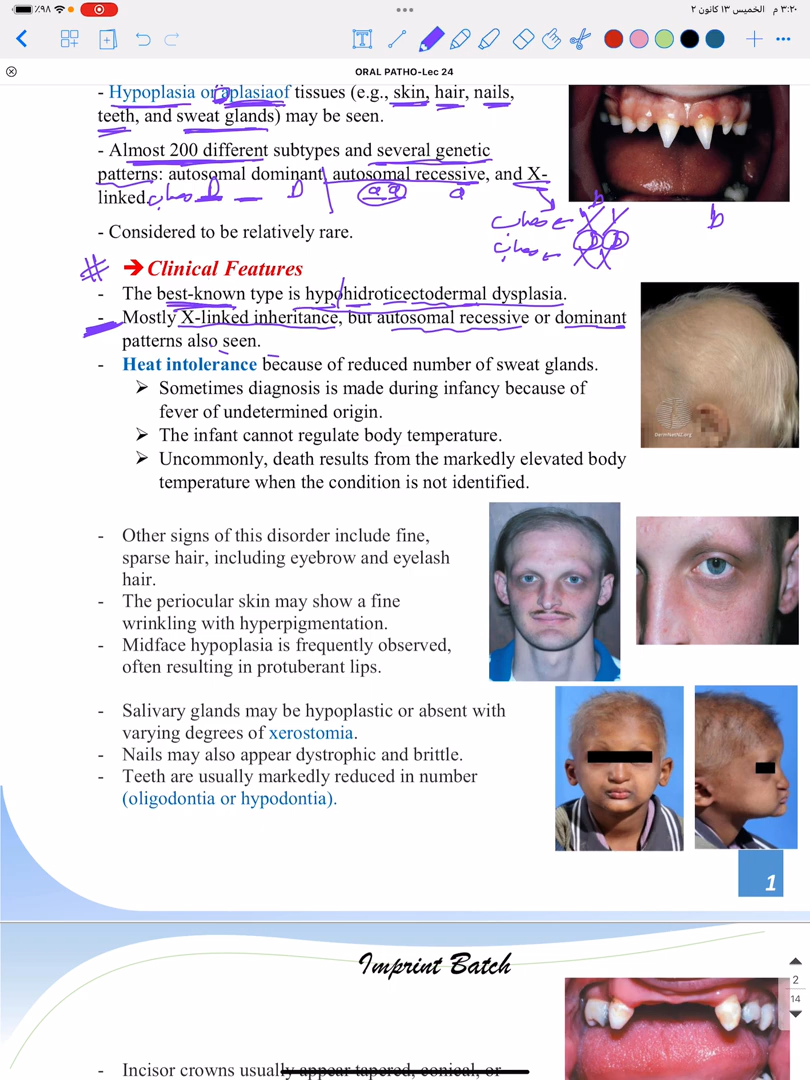 ٣:٢٠ م الخميس ١٣ كانون ٢
٪٩٨
ORAL PATHO-Lec 24
- Hypoplasia or aplasiaof tissues (e.g., skin, hair, nails,
teeth, and sweat glands) may be seen.
- Almost 200 different subtypes and several genetic
patterns: autosomal dominant, autosomal recessive, and X-
linked.
مصاب D D a a a
b
b
مصاب ← X Y
مصاب ←
X X
- Considered to be relatively rare.
# ➔ Clinical Features
- The best-known type is hypohidroticectodermal dysplasia.
- Mostly X-linked inheritance, but autosomal recessive or dominant
patterns also seen.
- Heat intolerance because of reduced number of sweat glands.
➢ Sometimes diagnosis is made during infancy because of
fever of undetermined origin.
➢ The infant cannot regulate body temperature.
➢ Uncommonly, death results from the markedly elevated body
temperature when the condition is not identified.
DermNetNZ.org
- Other signs of this disorder include fine,
sparse hair, including eyebrow and eyelash
hair.
- The periocular skin may show a fine
wrinkling with hyperpigmentation.
- Midface hypoplasia is frequently observed,
often resulting in protuberant lips.
- Salivary glands may be hypoplastic or absent with
varying degrees of xerostomia.
- Nails may also appear dystrophic and brittle.
- Teeth are usually markedly reduced in number
(oligodontia or hypodontia).
1
Imprint Batch
2
14
- Incisor crowns usually appear tapered, conical, or